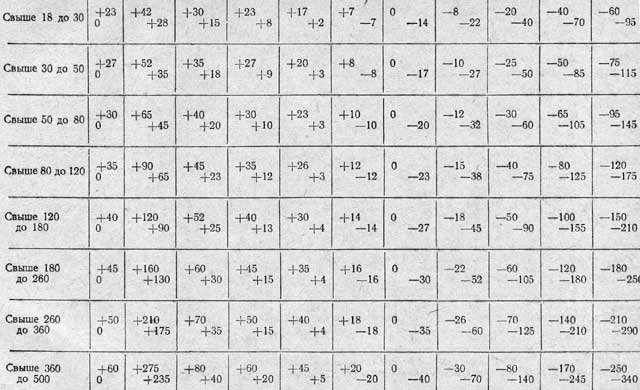 Свыше 18 до 30 +23 +42 +30 +23 +17 +7 0 —8 —20 —40 —60
0 +28 +15 +8 +2 —7 —14 —22 —40 —70 —95
Свыше 30 до 50 +27 +52 +35 +27 +20 +8 0 —10 —25 —50 —75
0 +35 +18 +9 +3 —8 —17 —27 —50 —85 —115
Свыше 50 до 80 +30 +65 +40 +30 +23 +10 0 —12 —30 —65 —95
0 +45 +20 +10 +3 —10 —20 —32 —60 —105 —145
Свыше 80 до 120 +35 +90 +45 +35 +26 +12 0 —15 —40 —80 —120
0 +65 +23 +12 +3 —12 —23 —38 —75 —125 —175
Свыше 120 +40 +120 +52 +40 +30 +14 0 —18 —50 —100 —150
до 180 0 +90 +25 +13 +4 —14 —27 —45 —90 —155 —210
Свыше 180 +45 +160 +60 +45 +35 +16 0 —22 —60 —120 —180
до 260 0 +130 +30 +15 +4 —16 —30 —52 —105 —180 —250
Свыше 260 +50 +210 +70 +50 +40 +18 0 —26 —70 —140 —210
до 360 0 +175 +35 +15 +4 —18 —35 —60 —125 —210 —290
Свыше 360 +60 +275 +80 +60 +45 +20 0 —30 —80 —170 —250
до 500 0 +235 +40 +20 +5 —20 —40 —70 —140 —245 —340